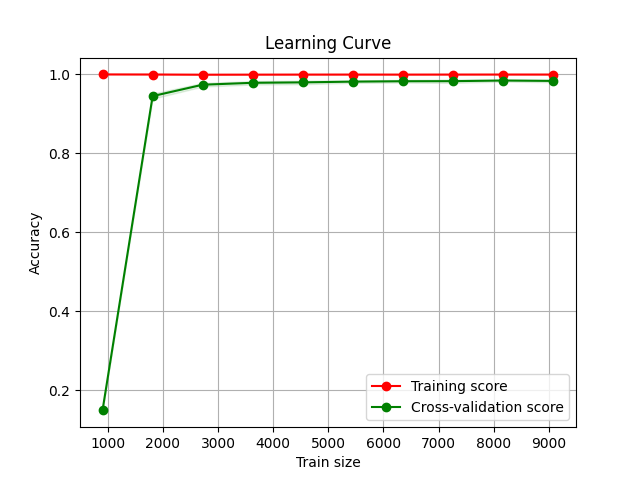 Learning Curve
1.0
0.8
0.6
0.4
0.2
Accuracy
Training score
Cross-validation score
1000 2000 3000 4000 5000 6000 7000 8000 9000
Train size